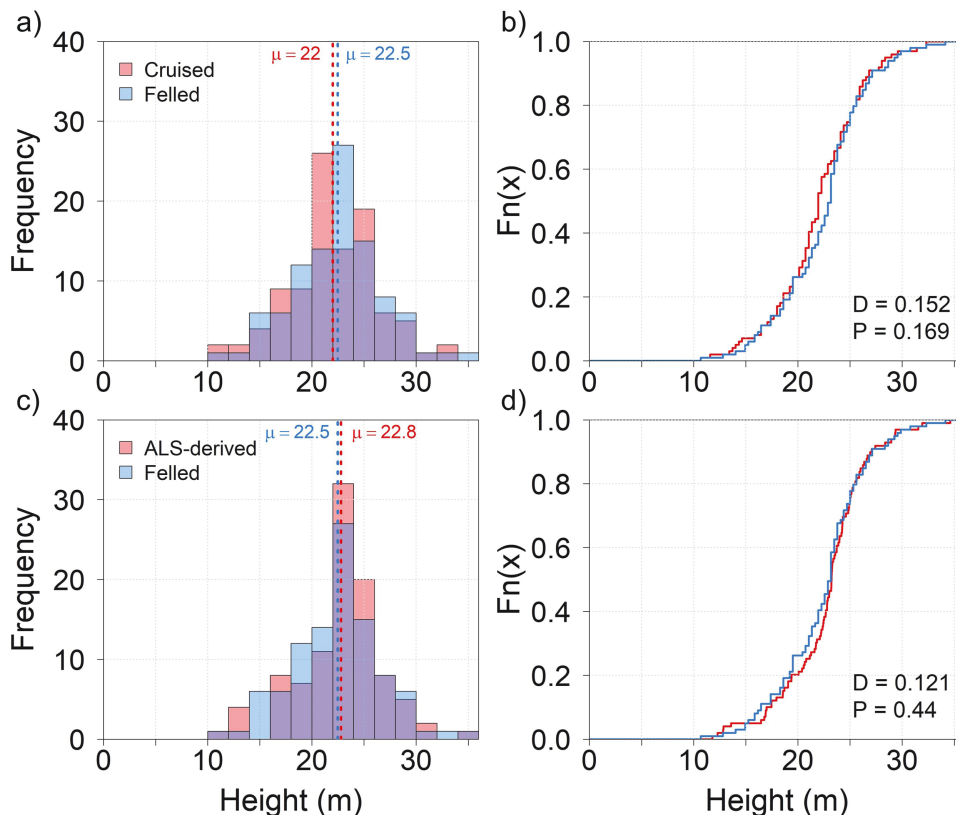 a)
μ = 22
μ = 22.5
Cruised
Felled
Frequency
40
30
20
10
0
0
10
20
30
b)
Fn(x)
1.0
0.8
0.6
0.4
0.2
0.0
0
10
20
30
D = 0.152
P = 0.169
c)
μ = 22.5
μ = 22.8
ALS-derived
Felled
Frequency
40
30
20
10
0
0
10
20
30
Height (m)
d)
Fn(x)
1.0
0.8
0.6
0.4
0.2
0.0
0
10
20
30
D = 0.121
P = 0.44
Height (m)